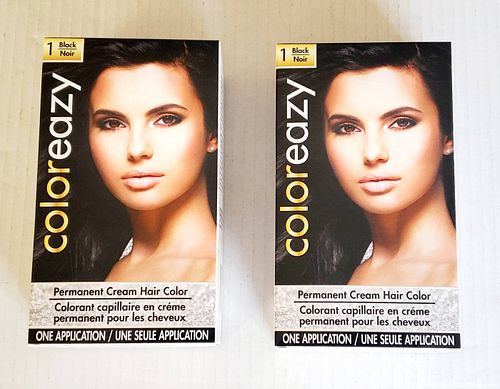 1 Black
Noir
coloreazy
Permanent Cream Hair Color
Colorant capillaire en créme
permanent pour les cheveux
ONE APPLICATION / UNE SEULE APPLICATION
1 Black
Noir
coloreazy
Permanent Cream Hair Color
Colorant capillaire en créme
permanent pour les cheveux
ONE APPLICATION / UNE SEULE APPLICATION